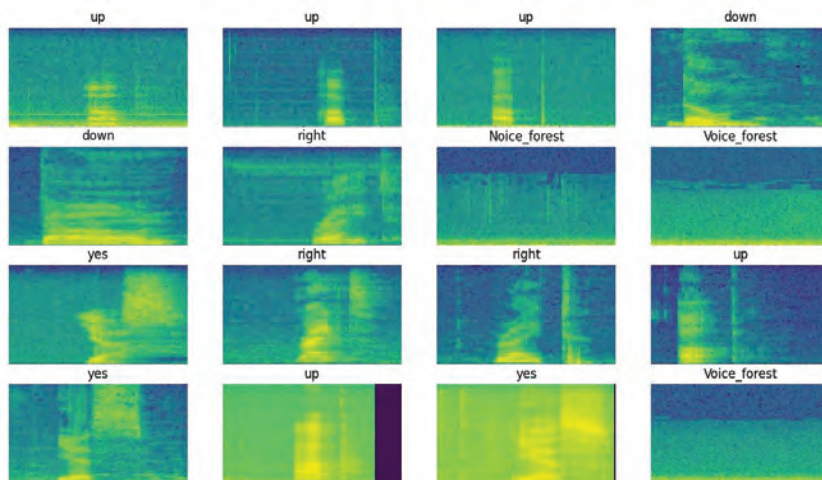 up up up down
down right Noice_forest Voice_forest
yes right right up
yes up yes Voice_forest